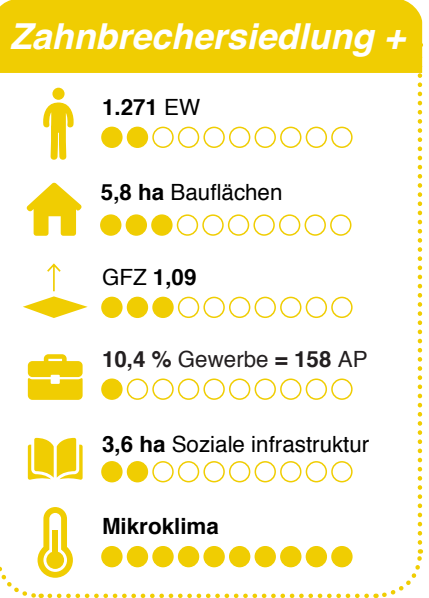 Zahnbrechersiedlung +
1.271 EW
5,8 ha Bauflächen
GFZ 1,09
10,4 % Gewerbe = 158 AP
3,6 ha Soziale infrastruktur
Mikroklima